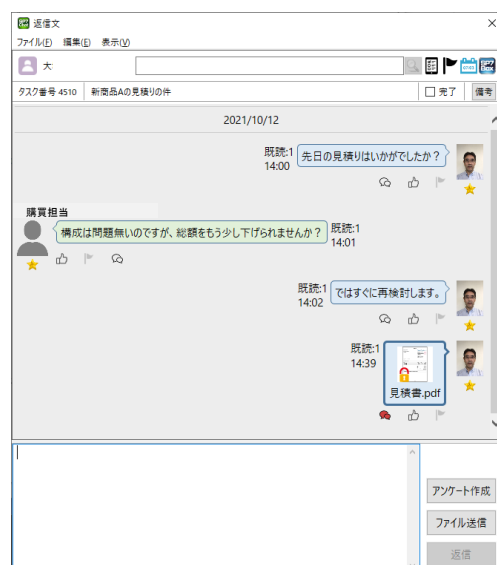 返信文
ファイル(F) 編集(E) 表示(V)
大
タスク番号 4510 新商品Aの見積りの件 完了 備考
2021/10/12
既読:1 先日の見積りはいかがでしたか?
14:00
購買担当
構成は問題無いのですが、総額をもう少し下げられませんか? 既読:1
14:01
既読:1 ではすぐに再検討します。
14:02
既読:1
14:39
見積書.pdf
アンケート作成
ファイル送信
返信